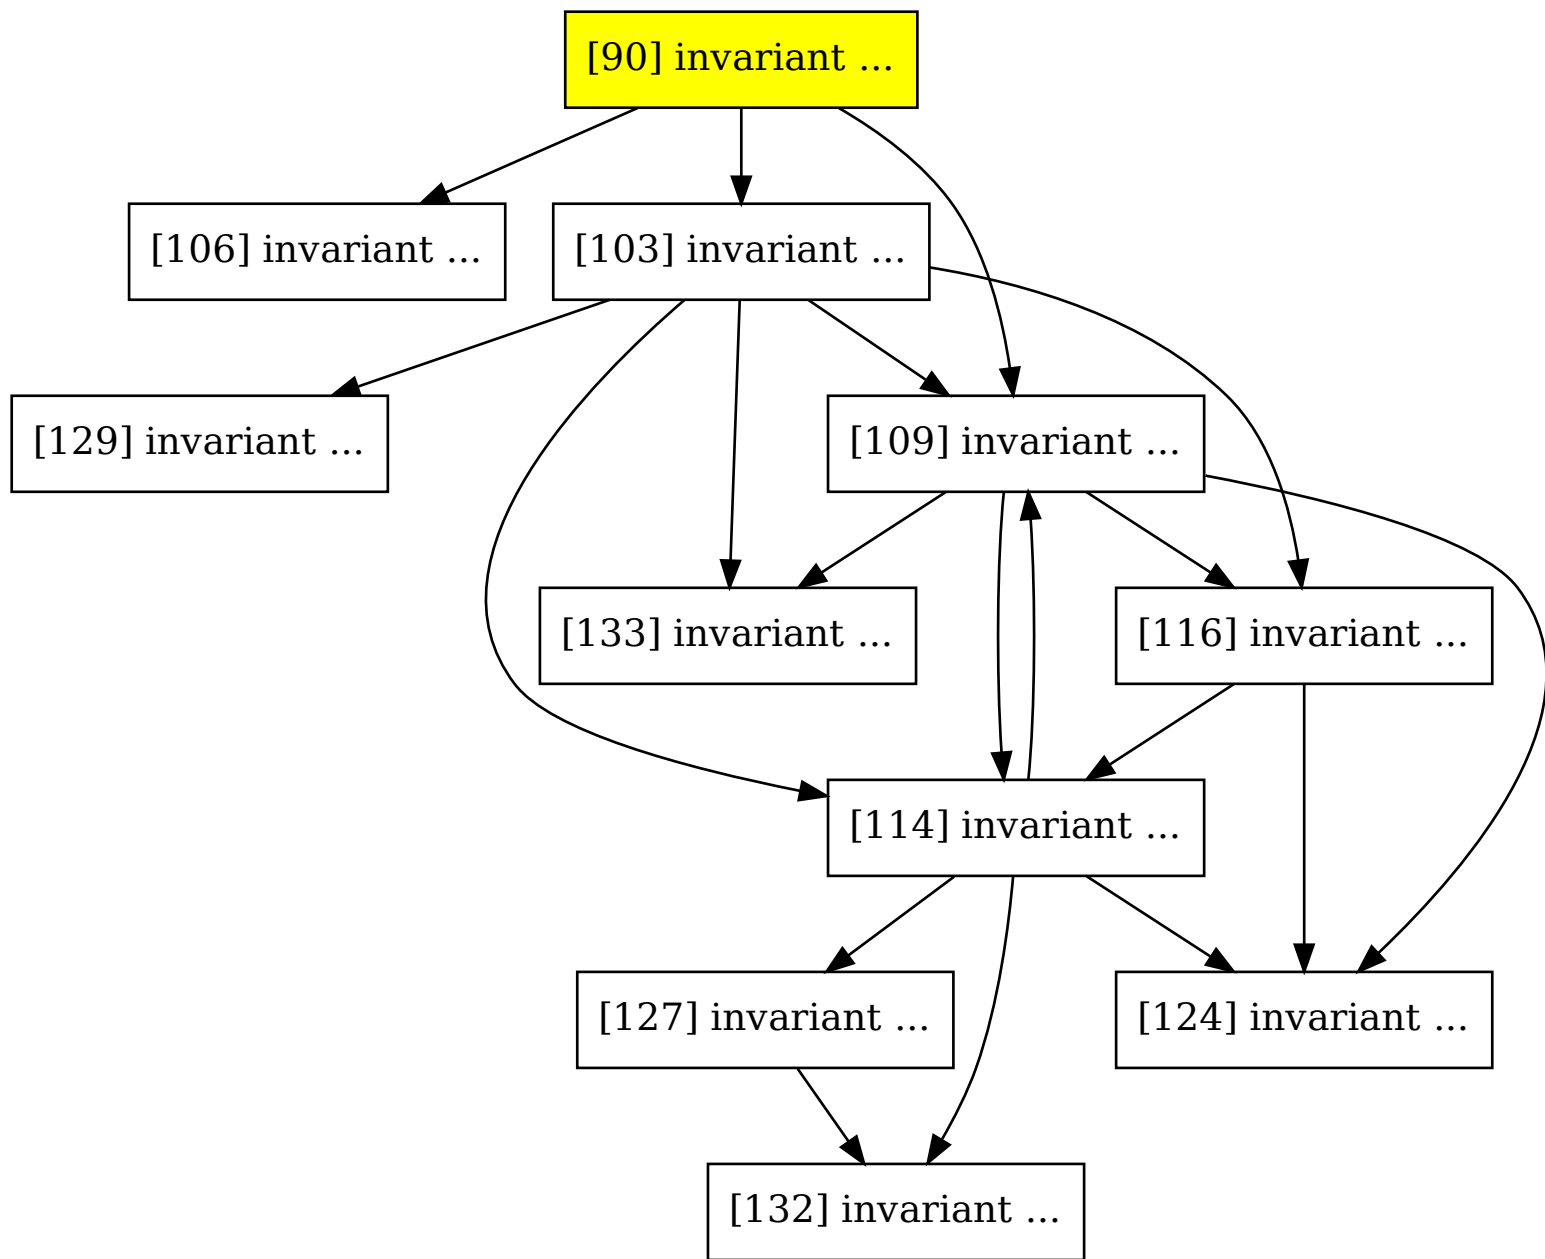 [90] invariant ...
[106] invariant ...
[103] invariant ...
[129] invariant ...
[109] invariant ...
[133] invariant ...
[116] invariant ...
[114] invariant ...
[127] invariant ...
[124] invariant ...
[132] invariant ...